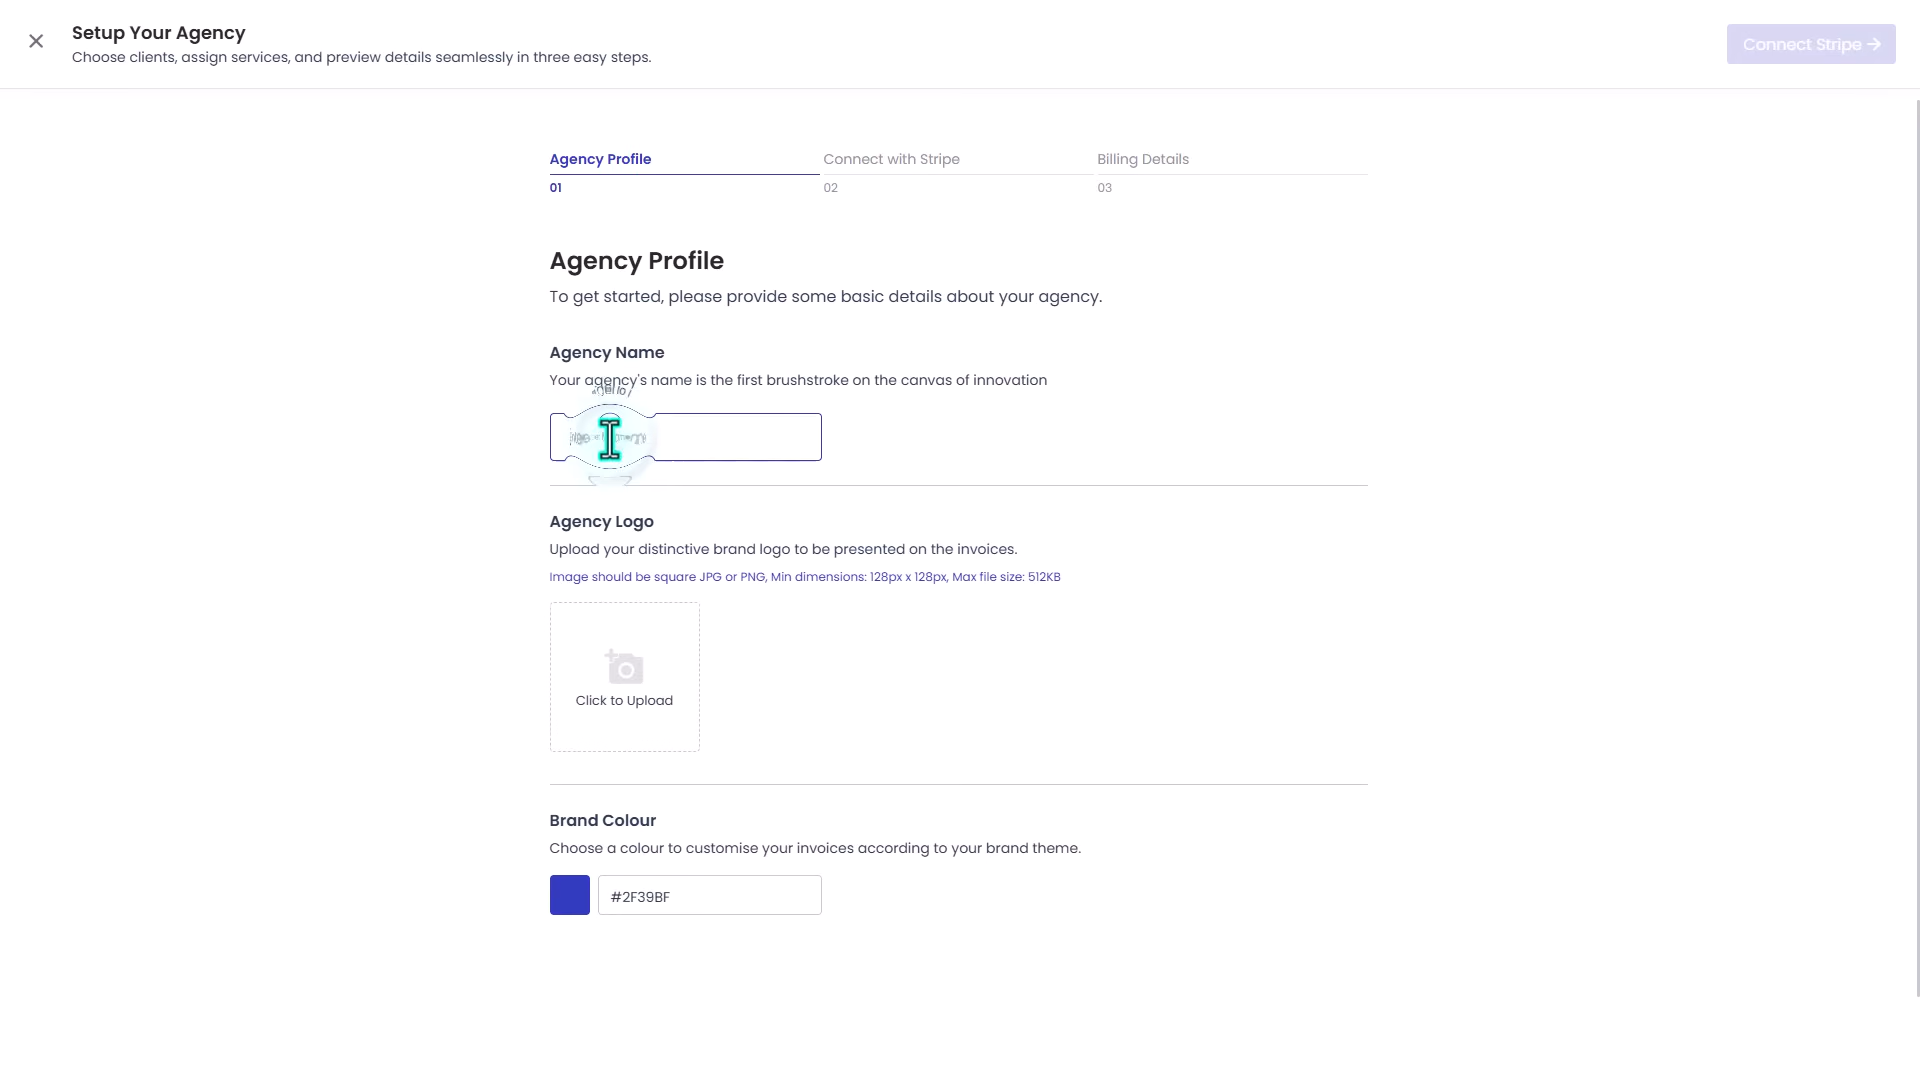 Setup Your Agency
Choose clients, assign services, and preview details seamlessly in three easy steps.
Connect Stripe →
Agency Profile
01
Connect with Stripe
02
Billing Details
03
Agency Profile
To get started, please provide some basic details about your agency.
Agency Name
Your agency's name is the first brushstroke on the canvas of innovation
Agency Logo
Upload your distinctive brand logo to be presented on the invoices.
Image should be square JPG or PNG, Min dimensions: 128px x 128px, Max file size: 512KB
Click to Upload
Brand Colour
Choose a colour to customise your invoices according to your brand theme.
#2F39BF